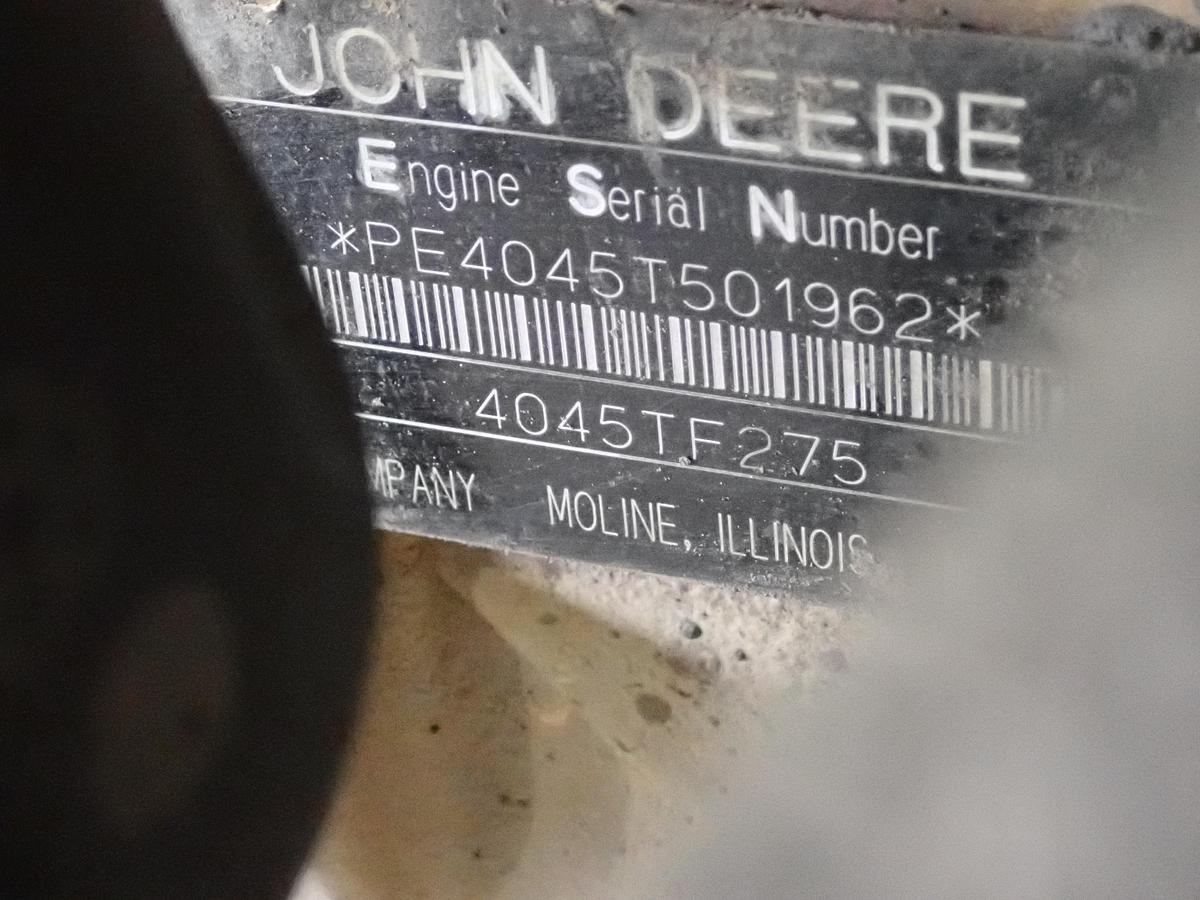 JOHN DEERE
Engine Serial Number
*PE4045T501962*
4045TF275
MPANY MOLINE, ILLINOIS